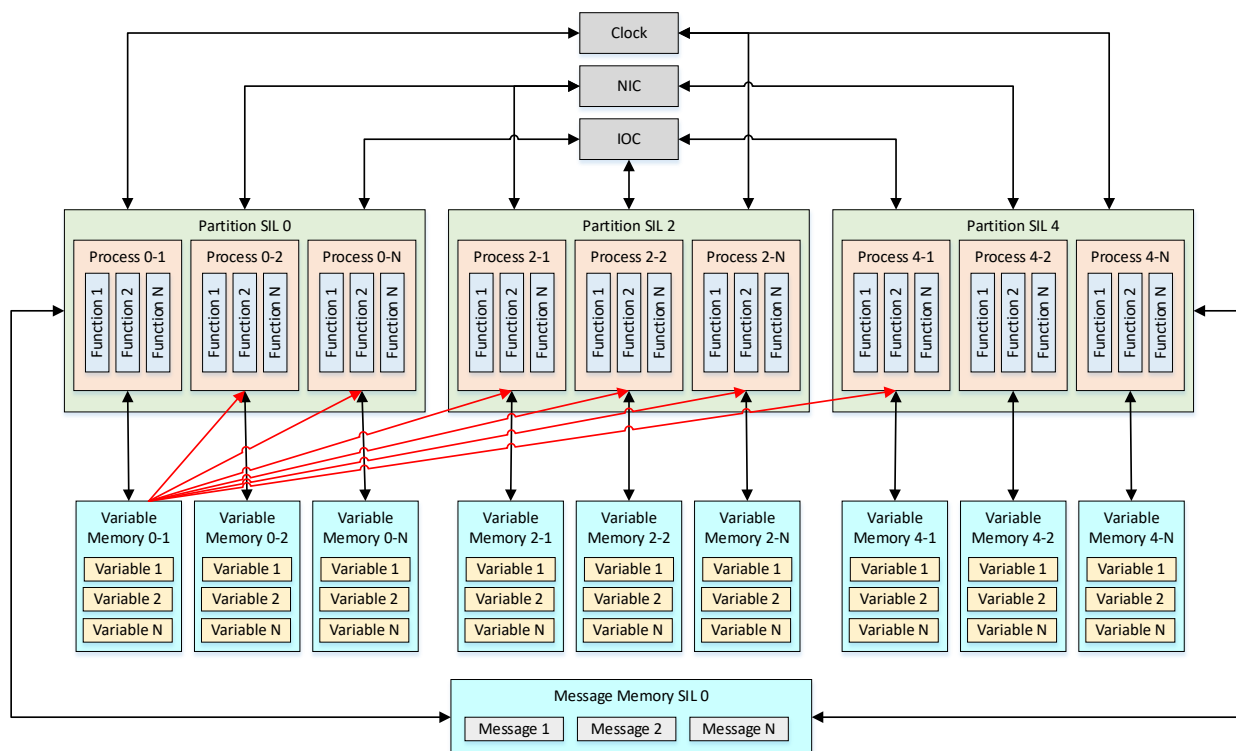 Clock
NIC
IOC
Partition SIL 0
Process 0-1
Function 1
Function 2
Function N
Process 0-2
Function 1
Function 2
Function N
Process 0-N
Function 1
Function 2
Function N
Partition SIL 2
Process 2-1
Function 1
Function 2
Function N
Process 2-2
Function 1
Function 2
Function N
Process 2-N
Function 1
Function 2
Function N
Partition SIL 4
Process 4-1
Function 1
Function 2
Function N
Process 4-2
Function 1
Function 2
Function N
Process 4-N
Function 1
Function 2
Function N
Variable
Memory 0-1
Variable 1
Variable 2
Variable N
Variable
Memory 0-2
Variable 1
Variable 2
Variable N
Variable
Memory 0-N
Variable 1
Variable 2
Variable N
Variable
Memory 2-1
Variable 1
Variable 2
Variable N
Variable
Memory 2-2
Variable 1
Variable 2
Variable N
Variable
Memory 2-N
Variable 1
Variable 2
Variable N
Variable
Memory 4-1
Variable 1
Variable 2
Variable N
Variable
Memory 4-2
Variable 1
Variable 2
Variable N
Variable
Memory 4-N
Variable 1
Variable 2
Variable N
Message Memory SIL 0
Message 1
Message 2
Message N